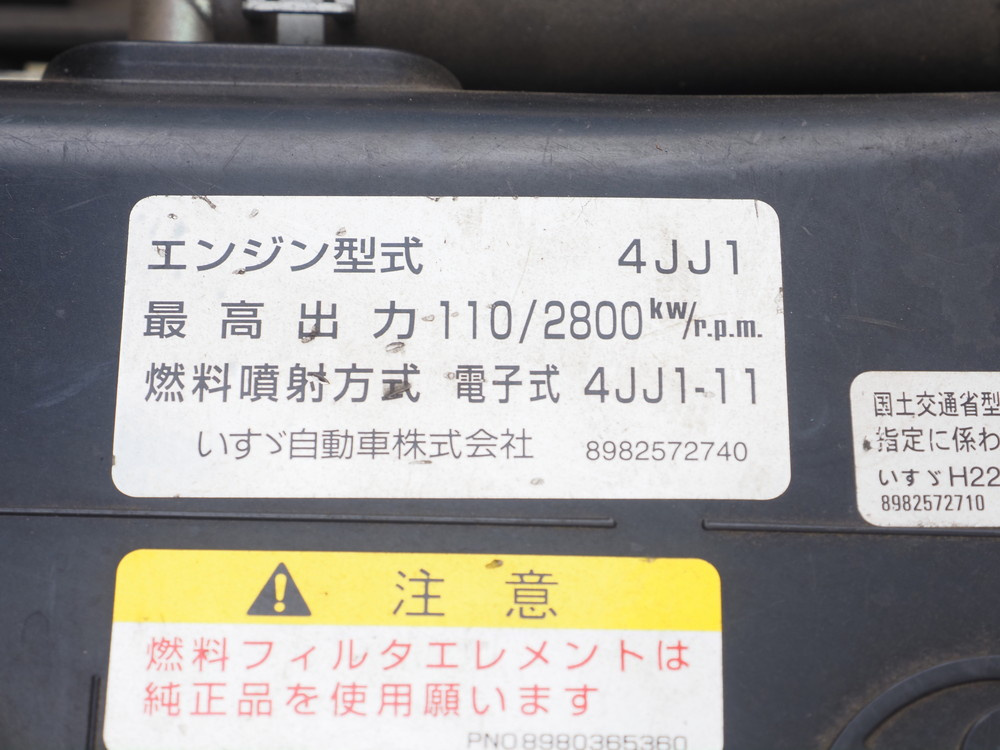 エンジン型式 4JJ1
最高出力 110/2800kw/r.p.m.
燃料噴射方式 電子式 4JJ1-11
いすゞ自動車株式会社 8982572740
国土交通省型
指定に係わ
いすゞH22
8982572710
注意
燃料フィルタエレメントは
純正品を使用願います
PNO8980365360